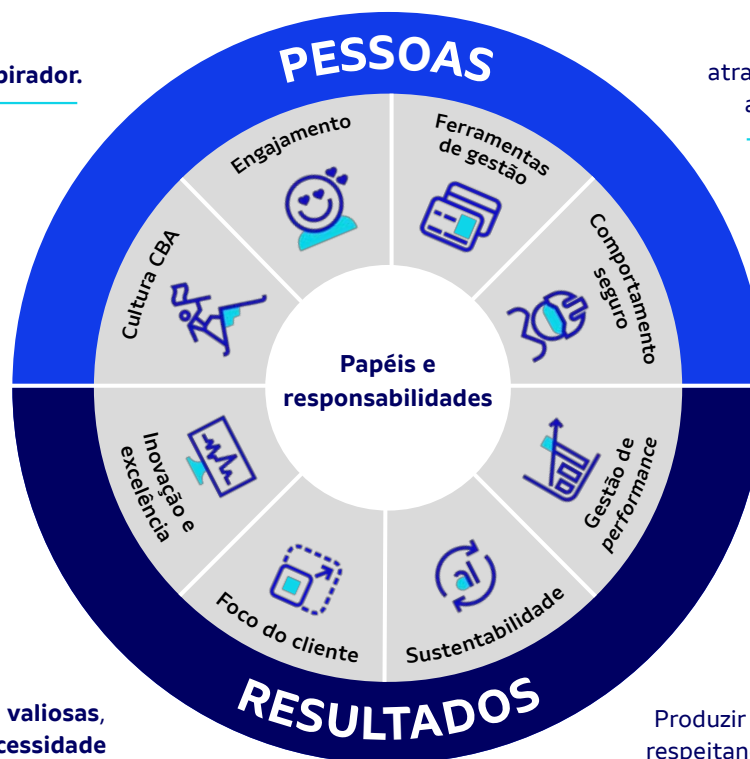 PESSOAS
pirador.
atra
a
Engajamento
Ferramentas
de gestão
Cultura CBA
Comportamento
seguro
Papéis e
responsabilidades
Inovação e
excelência
Gestão de
performance
Foco do cliente
Sustentabilidade
RESULTADOS
valiosas,
cessidade
Produzir
respeitan